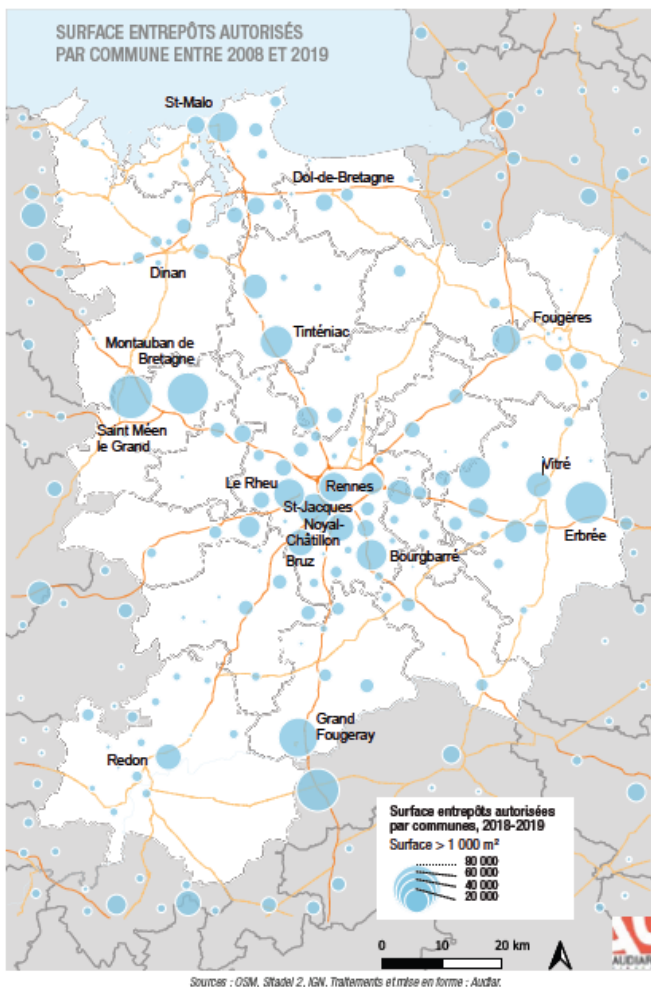 SURFACE ENTREPÔTS AUTORISÉS
PAR COMMUNE ENTRE 2008 ET 2019
St-Malo
Dol-de-Bretagne
Dinan
Fougères
Tinténiac
Montauban de
Bretagne
Saint Méen
le Grand
Vitré
Le Rheu
Rennes
St-Jacques
Noyal-
Châtillon
Erbrée
Bruz
Bourgbarré
Grand
Fougeray
Redon
Surface entrepôts autorisées
par communes, 2018-2019
Surface > 1 000 m²
80 000
60 000
40 000
20 000
0
10
20 km
AUDIAR
Sources : OSM, Sitadel 2, IGN. Traitements et mise en forme : Audiar.